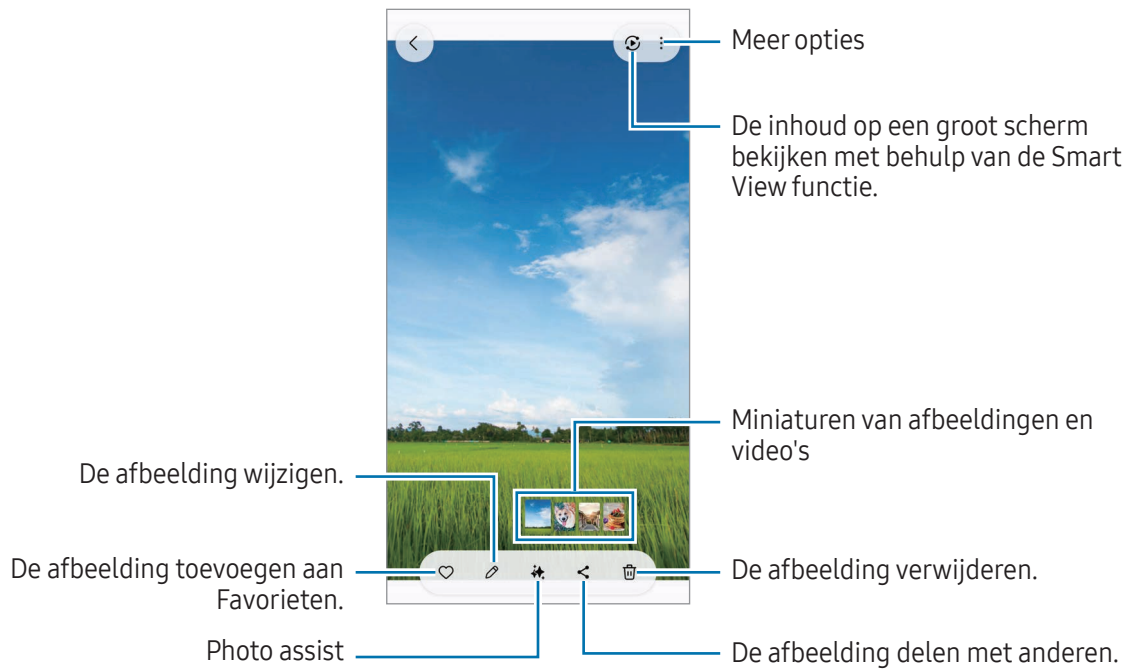 Meer opties
De inhoud op een groot scherm
bekijken met behulp van de Smart
View functie.
Miniaturen van afbeeldingen en
video's
De afbeelding wijzigen.
De afbeelding toevoegen aan
Favorieten.
De afbeelding verwijderen.
Photo assist
De afbeelding delen met anderen.